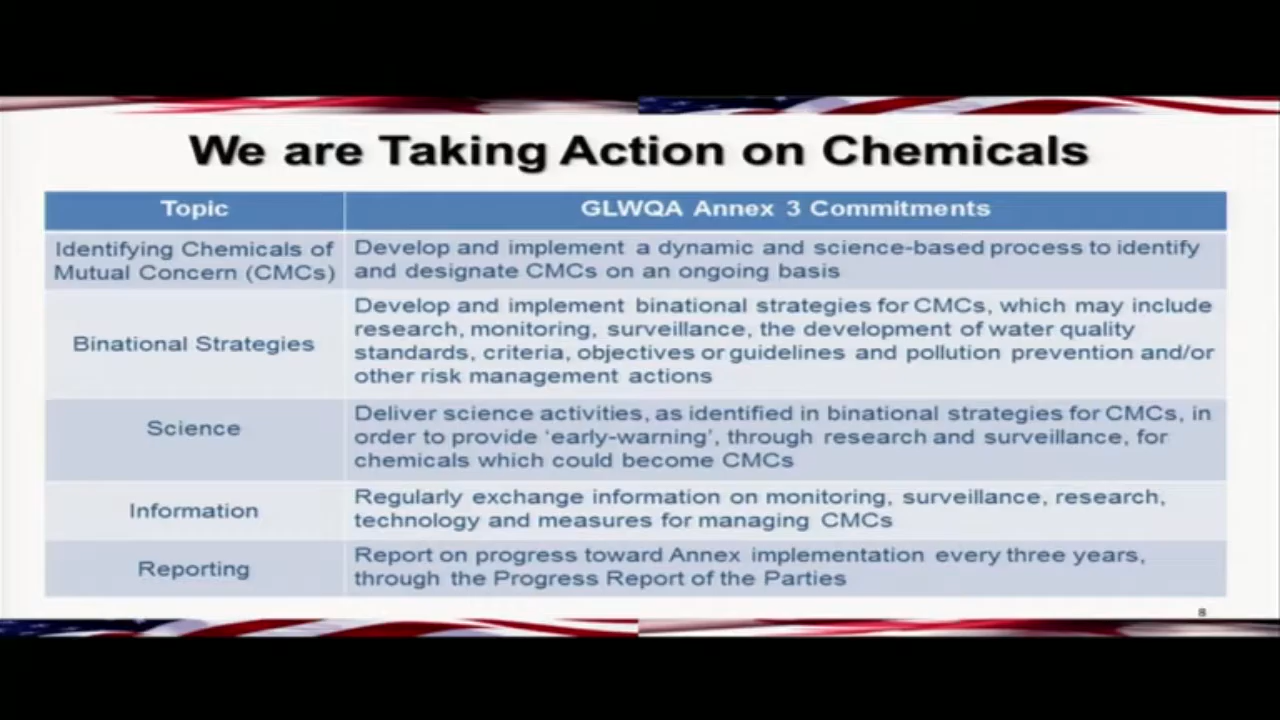 We are Taking Action on Chemicals
Topic
GLWQA Annex 3 Commitments
Identifying Chemicals of
Mutual Concern (CMCs)
Develop and implement a dynamic and science-based process to identify
and designate CMCs on an ongoing basis
Binational Strategies
Develop and implement binational strategies for CMCs, which may include
research, monitoring, surveillance, the development of water quality
standards, criteria, objectives or guidelines and pollution prevention and/or
other risk management actions
Science
Deliver science activities, as identified in binational strategies for CMCs, in
order to provide ‘early-warning’, through research and surveillance, for
chemicals which could become CMCs
Information
Regularly exchange information on monitoring, surveillance, research,
technology and measures for managing CMCs
Reporting
Report on progress toward Annex implementation every three years,
through the Progress Report of the Parties
8